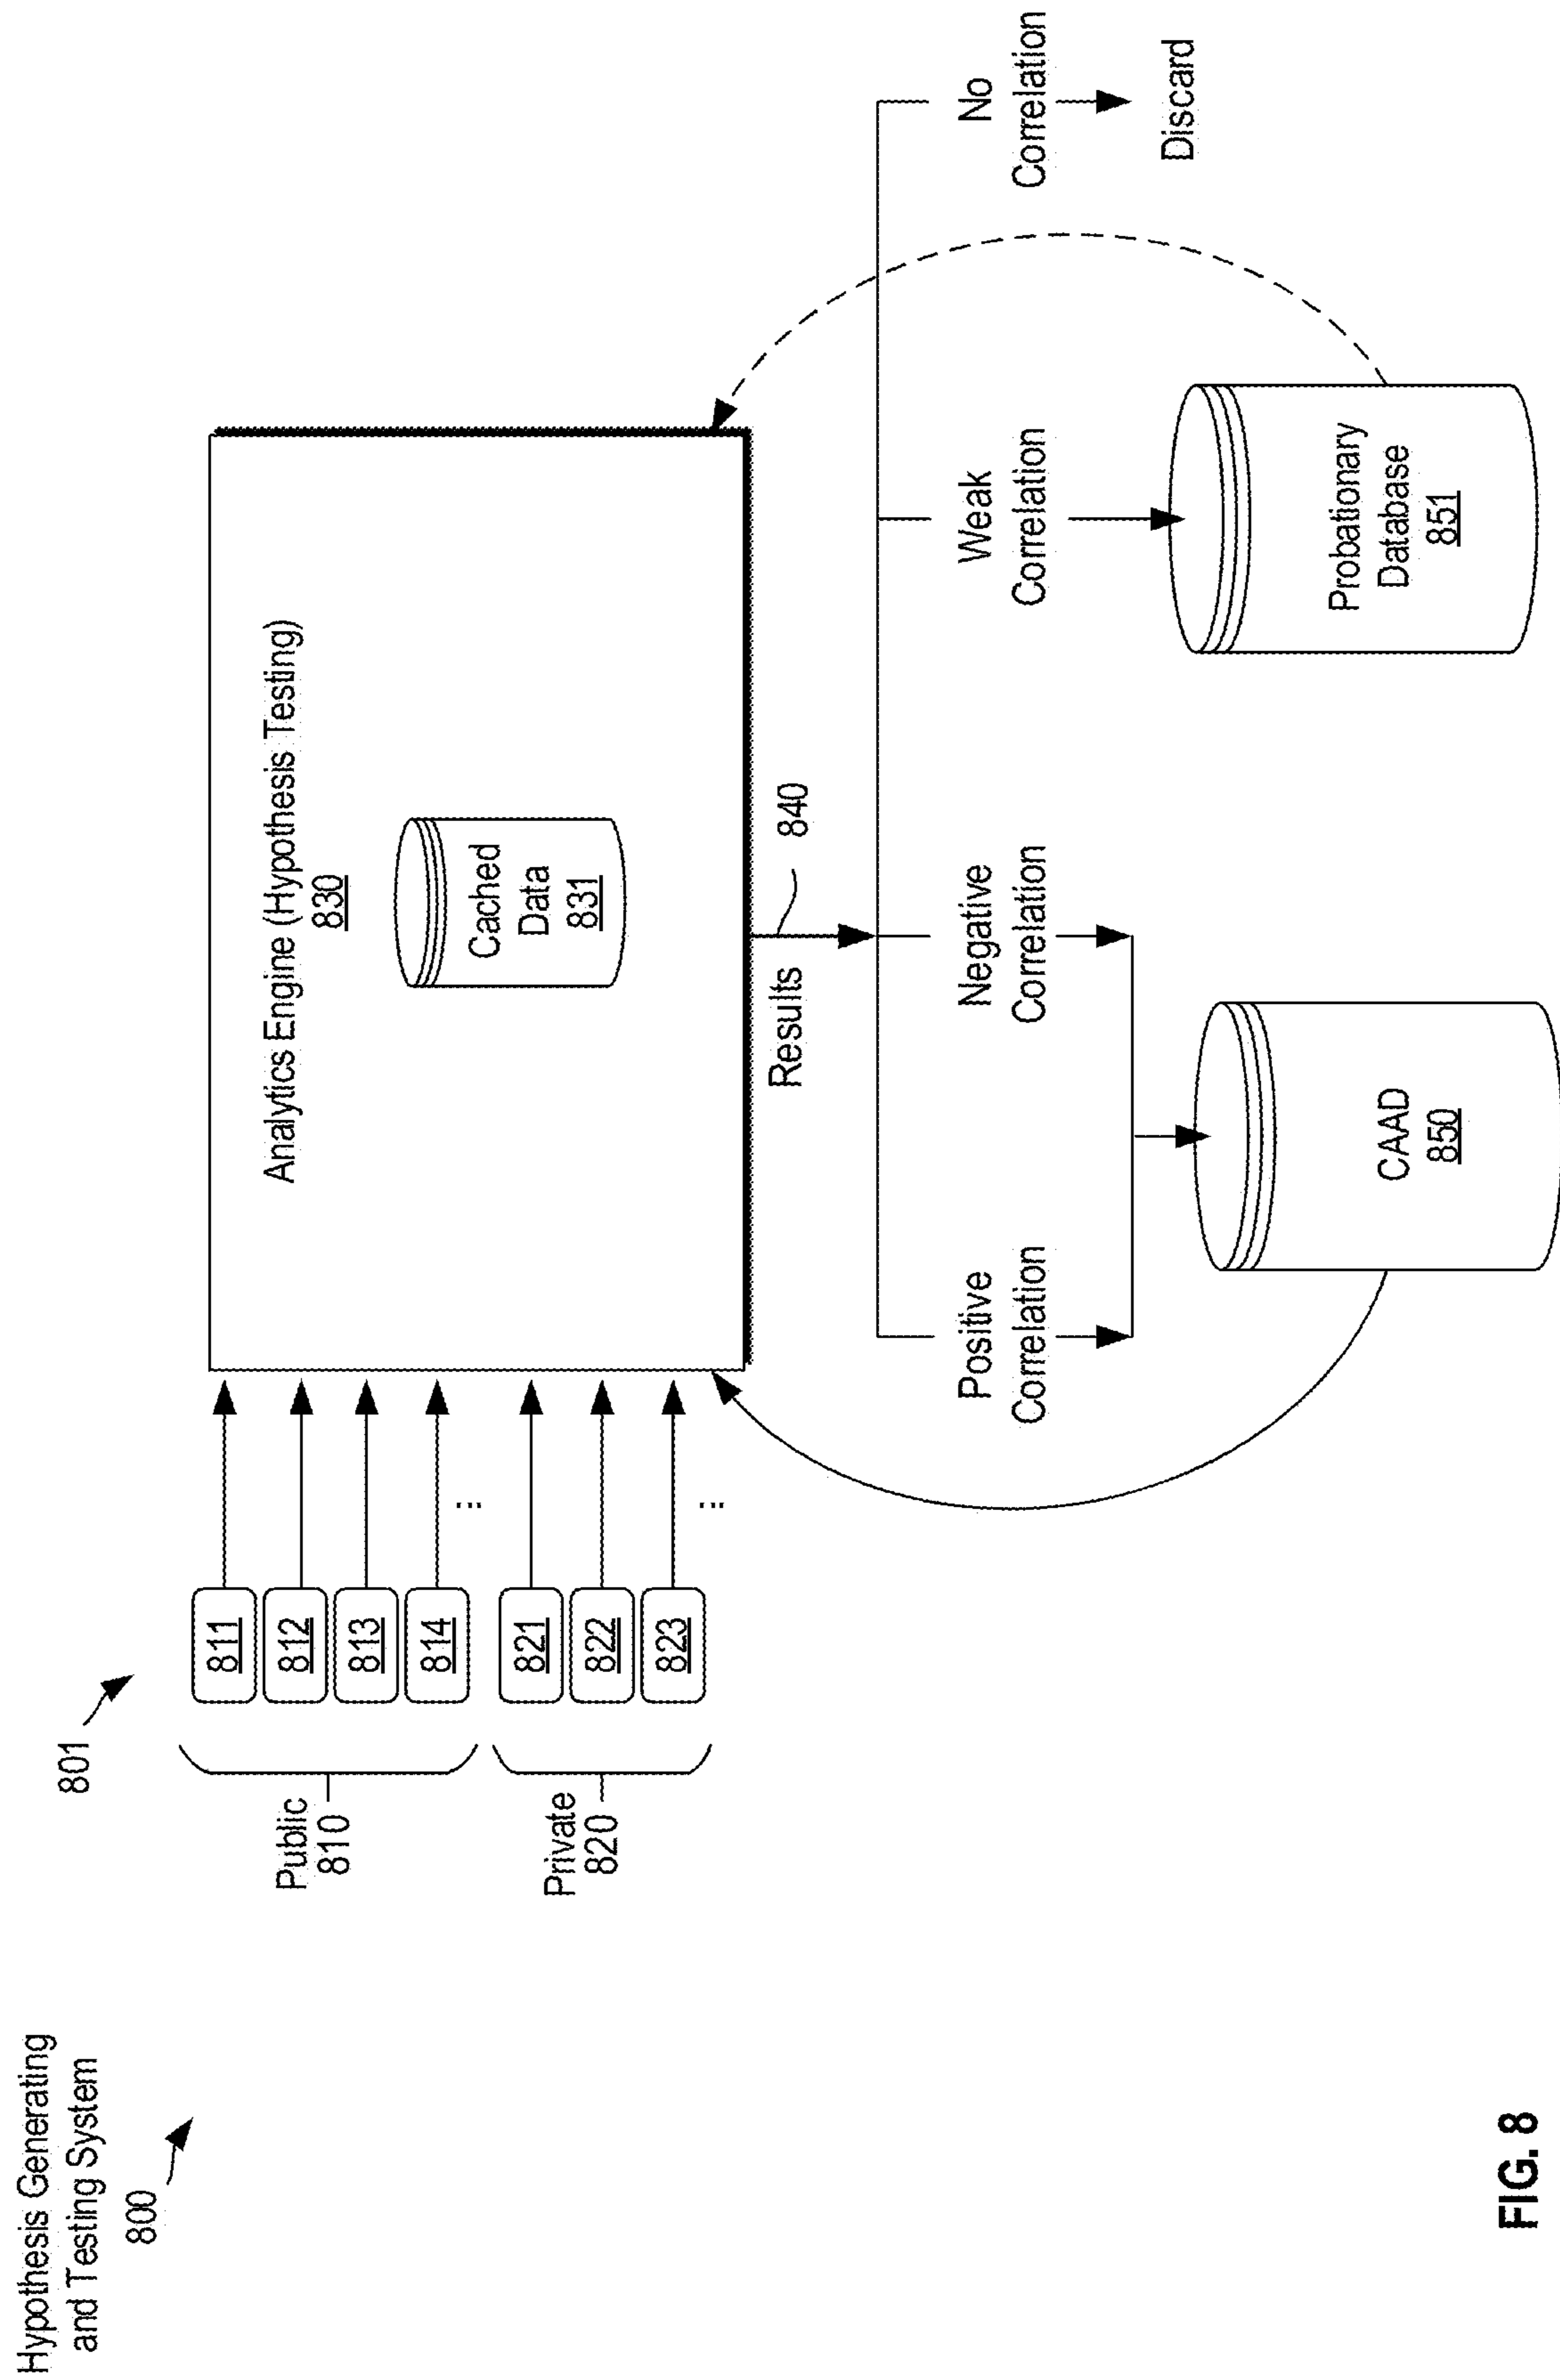 Hypothesis Generating
and Testing System
800
801
Public
810
811
812
813
814
...
Private
820
821
822
823
...
Analytics Engine (Hypothesis Testing)
830
Cached
Data
831
Results
840
Positive
Correlation
Negative
Correlation
Weak
Correlation
No
Correlation
Discard
CAAD
850
Probationary
Database
851
FIG. 8